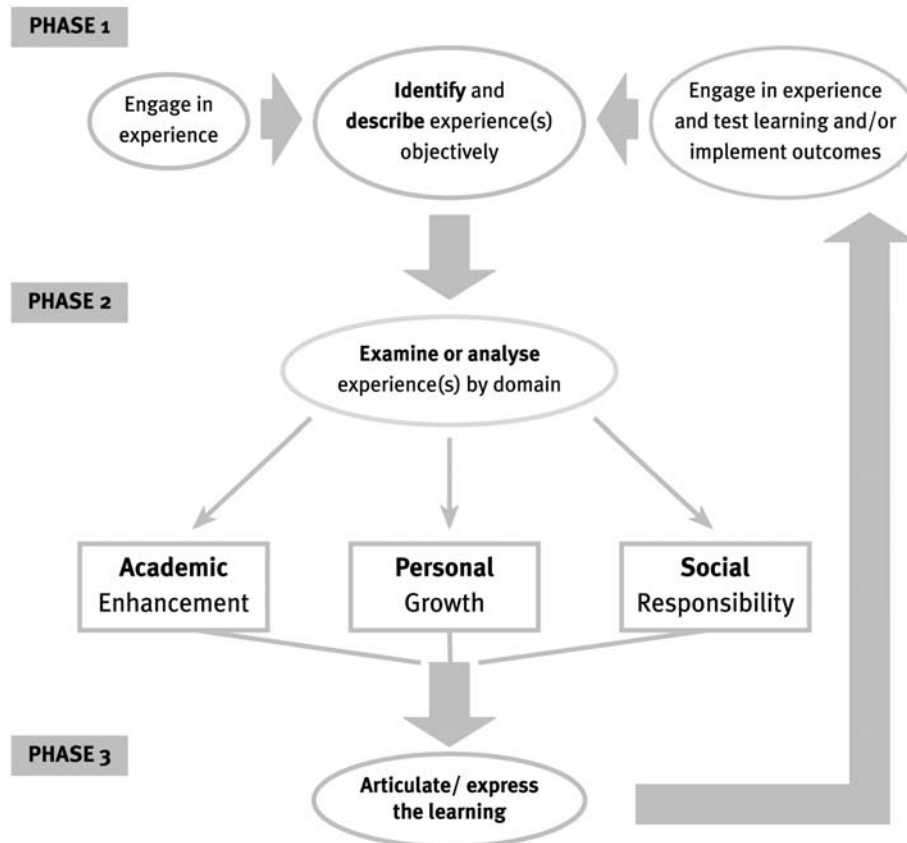 PHASE 1
Engage in
experience
Identify and
describe experience(s)
objectively
Engage in experience
and test learning and/or
implement outcomes
PHASE 2
Examine or analyse
experience(s) by domain
Academic
Enhancement
Personal
Growth
Social
Responsibility
PHASE 3
Articulate/ express
the learning